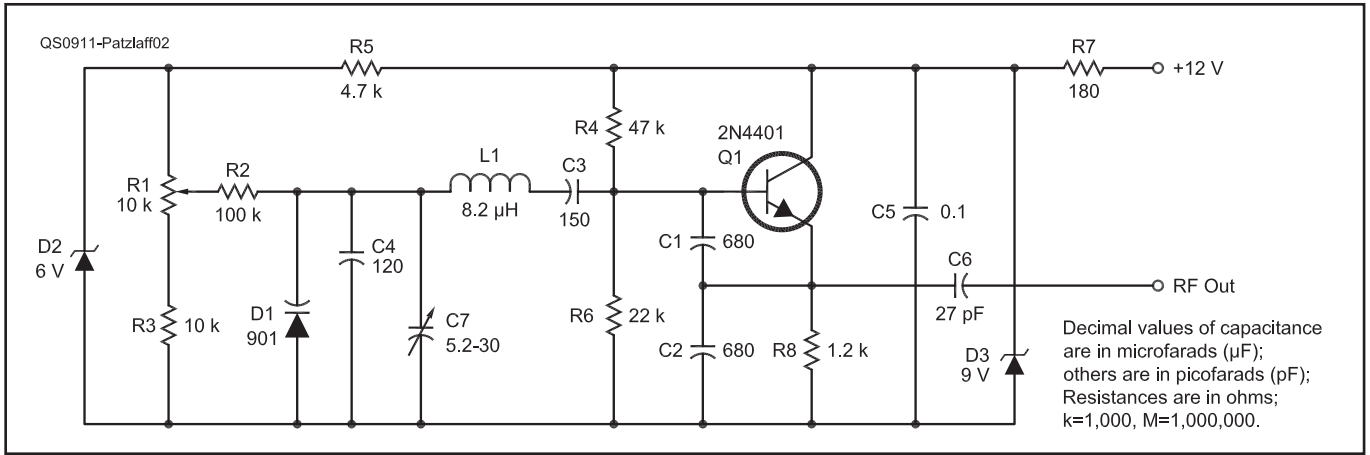 QS0911-Patzlaff02
R5
4.7 k
R7
180
+12 V
R4
47 k
2N4401
Q1
L1
8.2 µH
C3
150
R1
10 k
R2
100 k
C5
0.1
D2
6 V
C4
120
C1
680
C6
27 pF
RF Out
R3
10 k
D1
901
C7
5.2-30
R6
22 k
C2
680
R8
1.2 k
D3
9 V
Decimal values of capacitance
are in microfarads (µF);
others are in picofarads (pF);
Resistances are in ohms;
k=1,000, M=1,000,000.